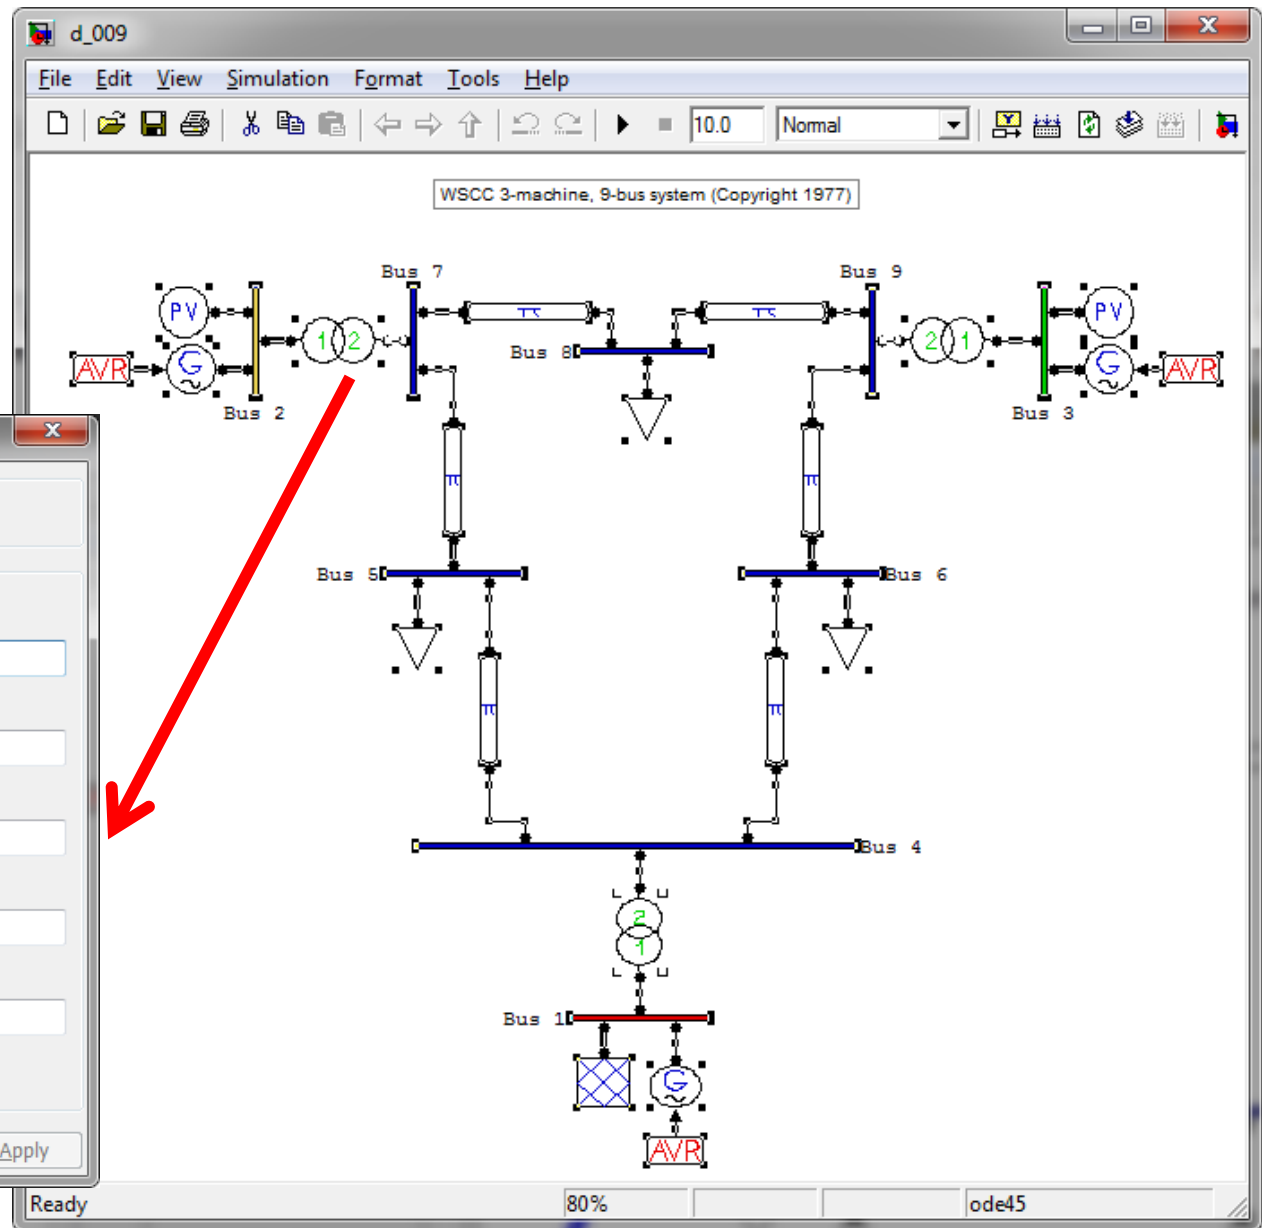 d_009
File Edit View Simulation Format Tools Help
10.0 Normal
WSCC 3-machine, 9-bus system (Copyright 1977)
Bus 7 Bus 9
PV 1 2 π π 2 1 PV
Bus 8
AVR G G AVR
Bus 2 Bus 3
π π
Bus 5 Bus 6
π π
Bus 4
2
1
Bus 1
G
AVR
Apply
Ready 80% ode45